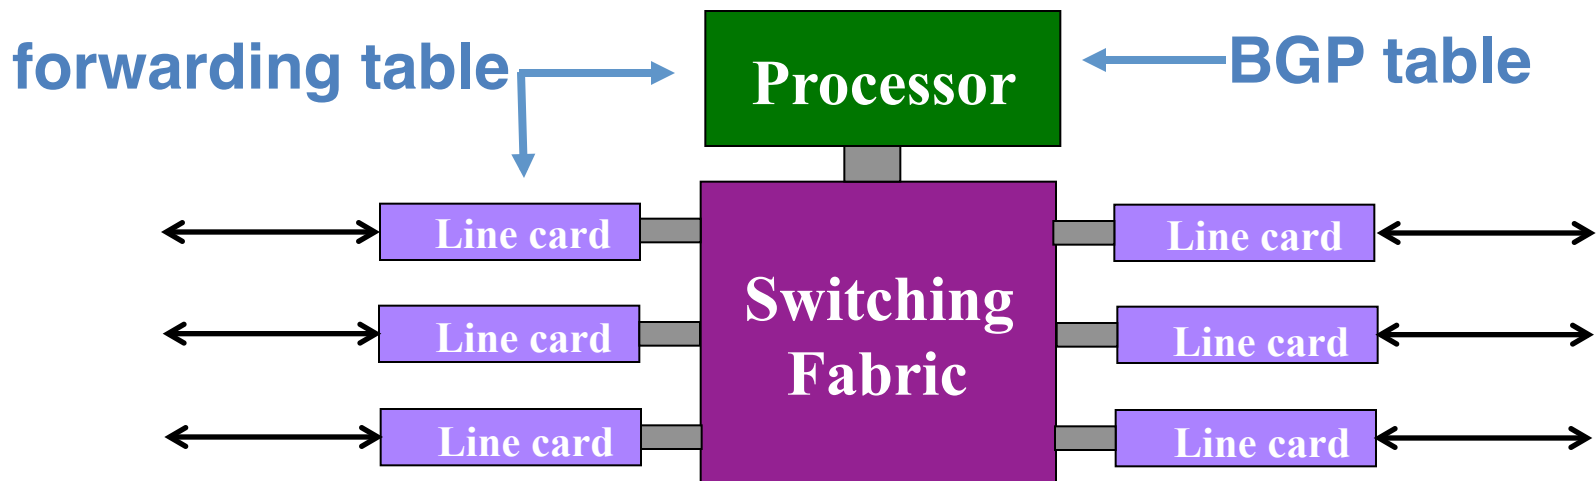 forwarding table
Processor
BGP table
Line card
Line card
Switching
Fabric
Line card
Line card
Line card
Line card